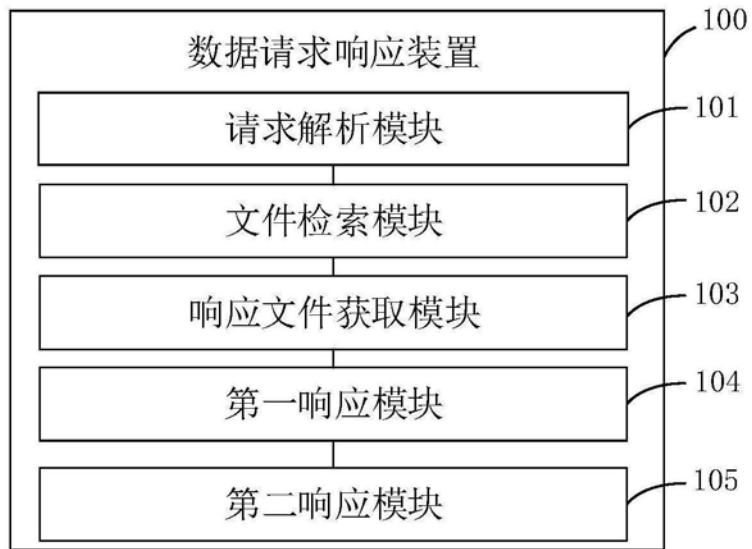 数据请求响应装置
100
请求解析模块
101
文件检索模块
102
响应文件获取模块
103
第一响应模块
104
第二响应模块
105